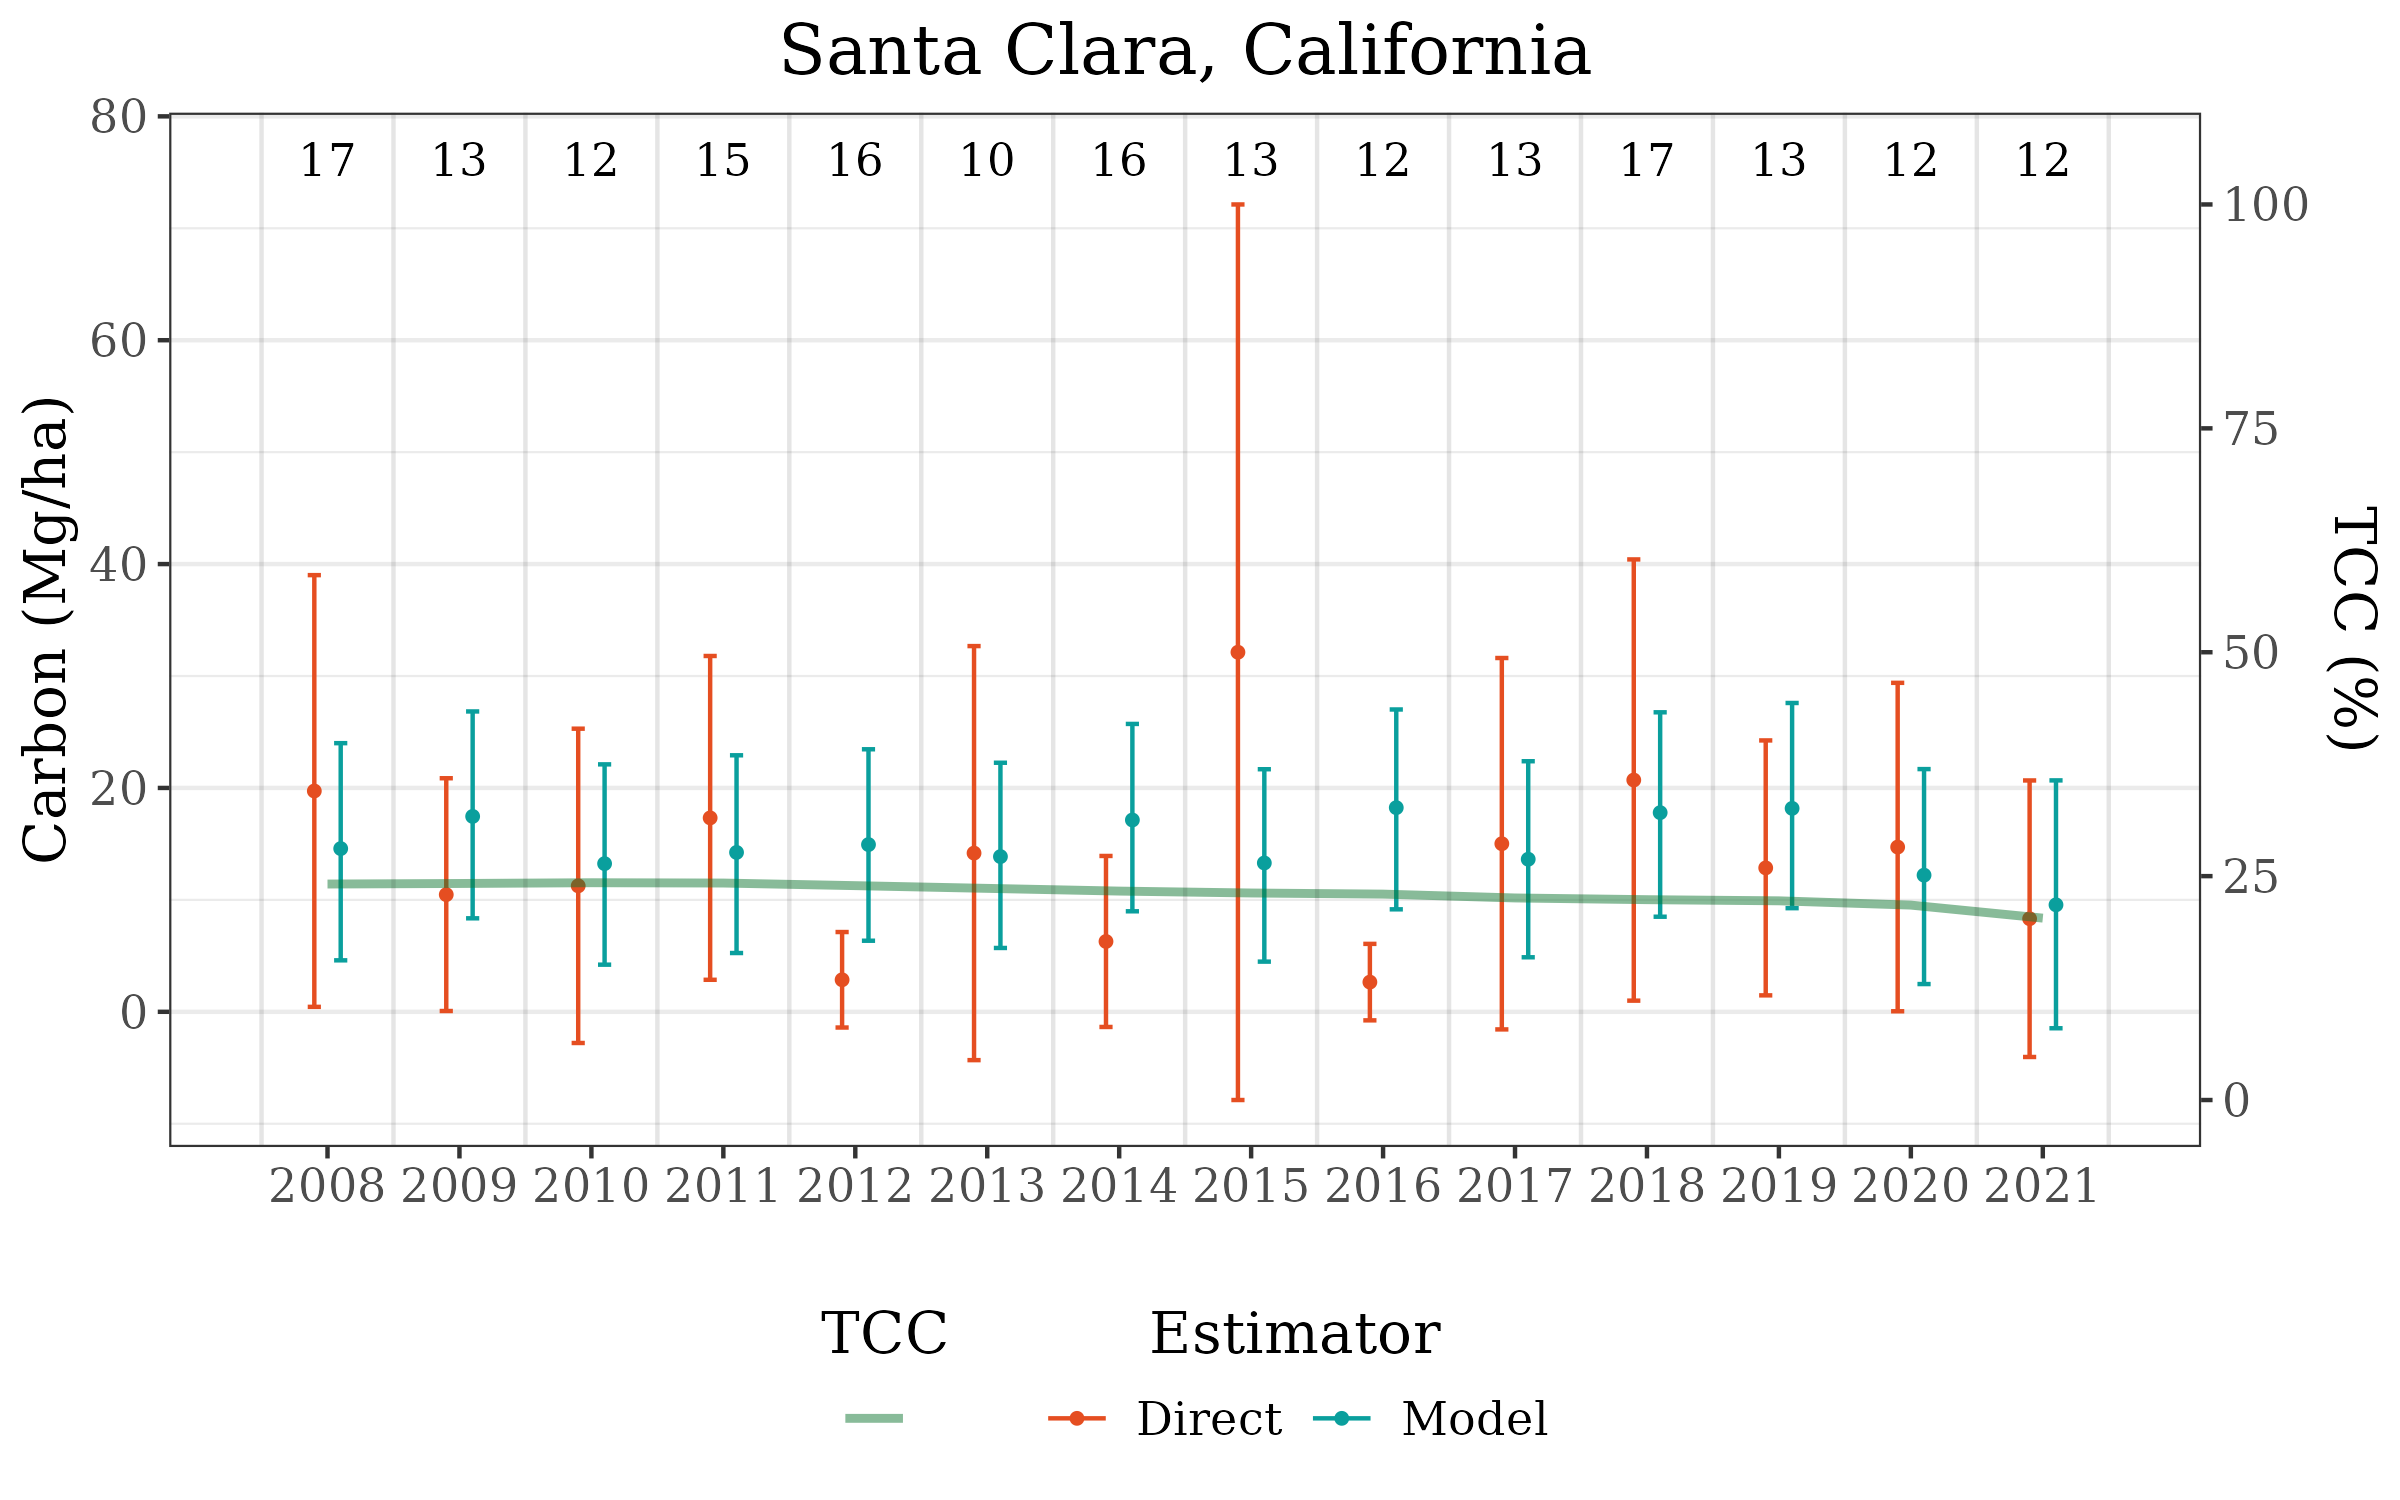 Santa Clara, California
80
60
40
20
0
Carbon (Mg/ha)
17 13 12 15 16 10 16 13 12 13 17 13 12 12
100
75
50
25
0
TCC (%)
2008 2009 2010 2011 2012 2013 2014 2015 2016 2017 2018 2019 2020 2021
TCC
Estimator
Direct Model